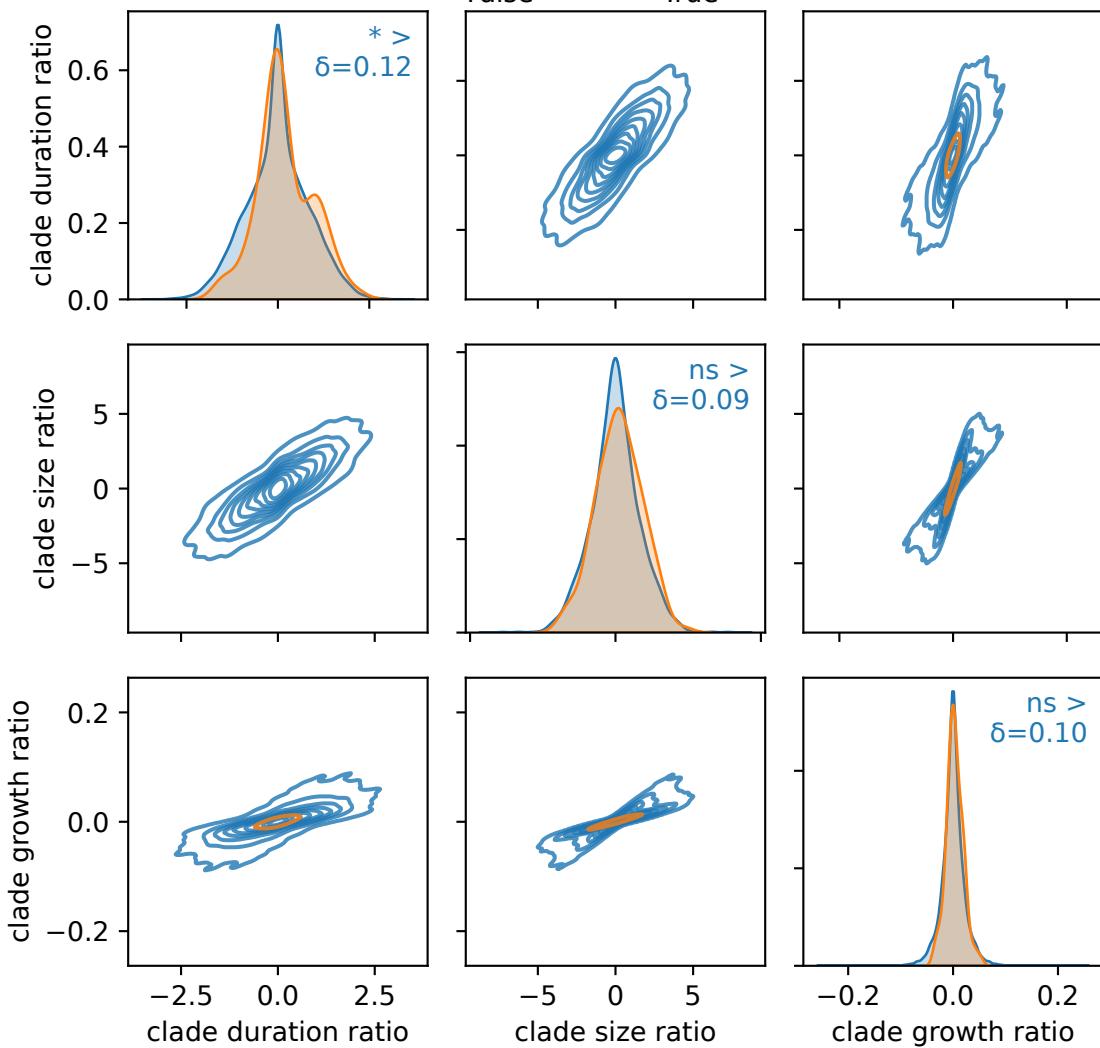 clade duration ratio
0.6
0.4
0.2
0.0
* >
δ=0.12
clade size ratio
5
0
−5
ns >
δ=0.09
clade growth ratio
0.2
0.0
−0.2
ns >
δ=0.10
−2.5 0.0 2.5
−5 0 5
−0.2 0.0 0.2
clade duration ratio
clade size ratio
clade growth ratio